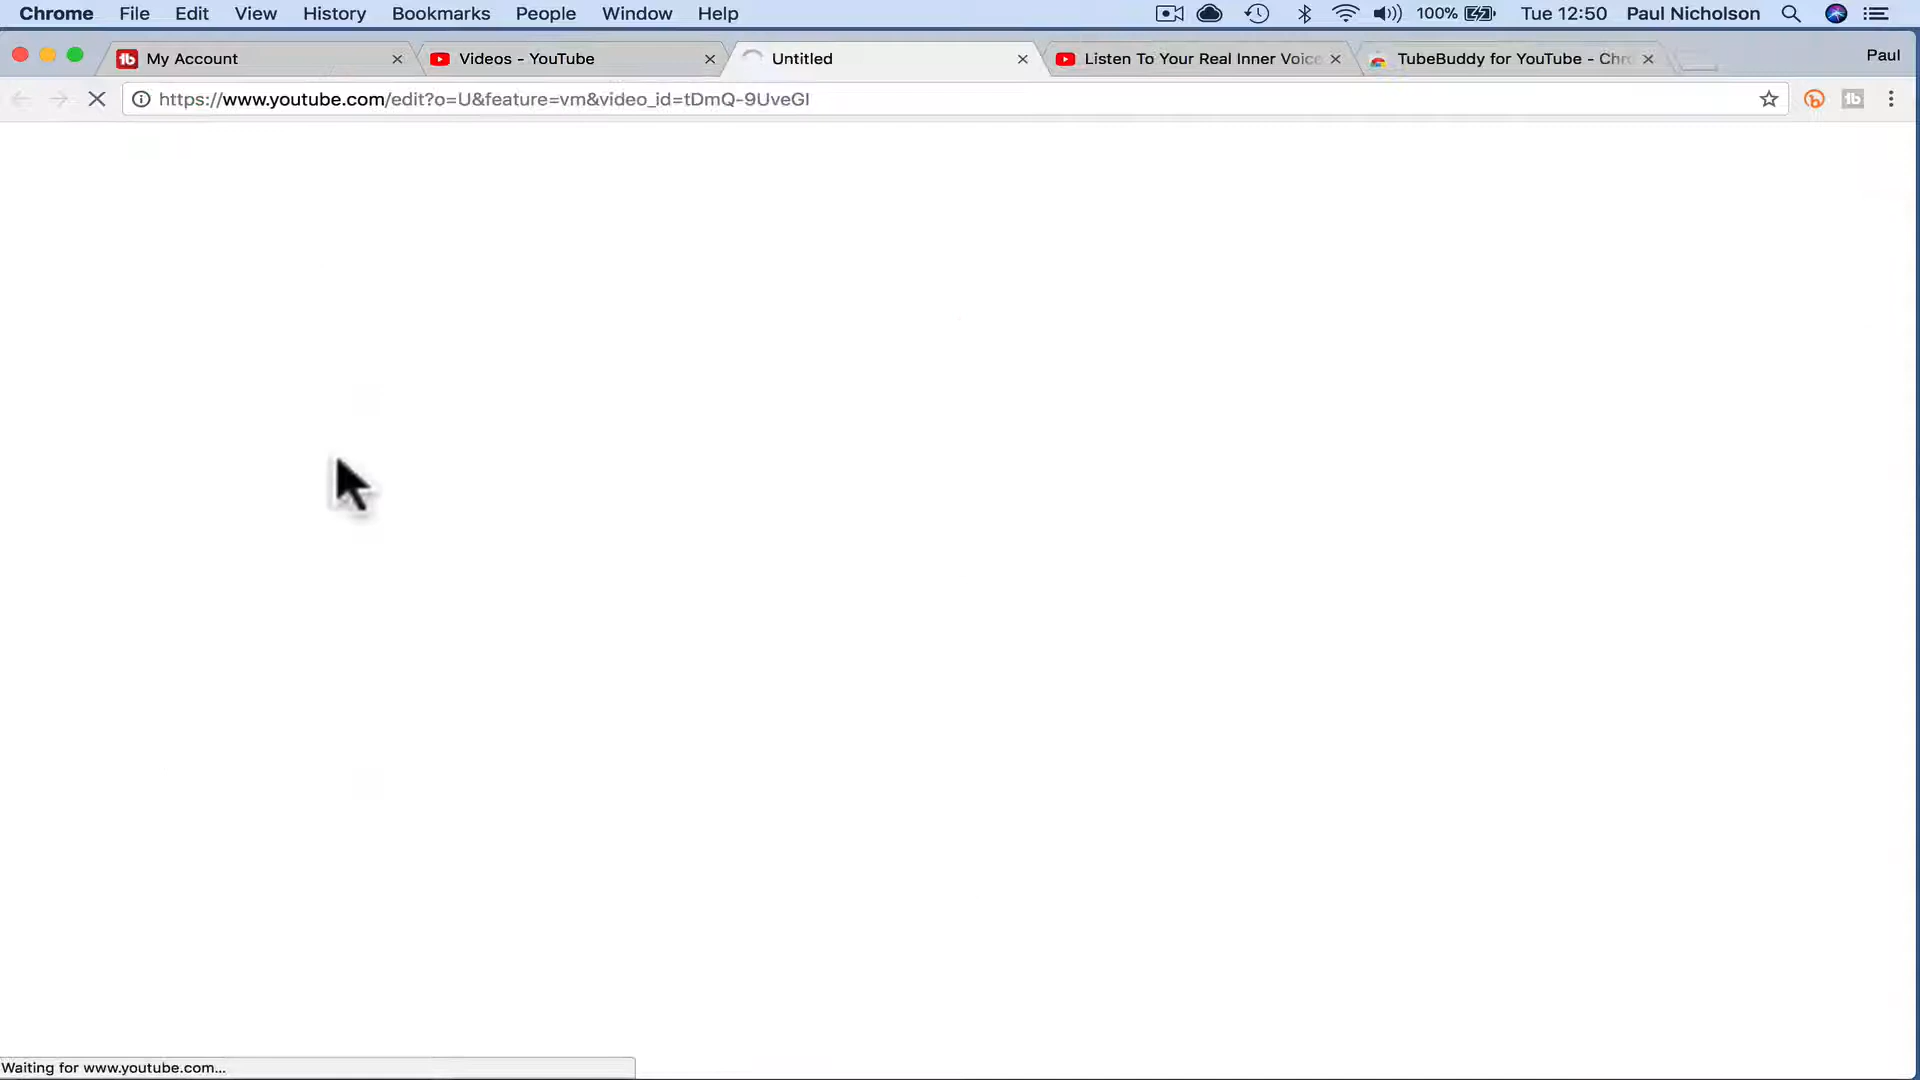 Chrome File Edit View History Bookmarks People Window Help 100% Tue 12:50 Paul Nicholson
My Account Videos - YouTube Untitled Listen To Your Real Inner Voice TubeBuddy for YouTube - Chro Paul
https://www.youtube.com/edit?o=U&feature=vm&video_id=tDmQ-9UveGI
Waiting for www.youtube.com...